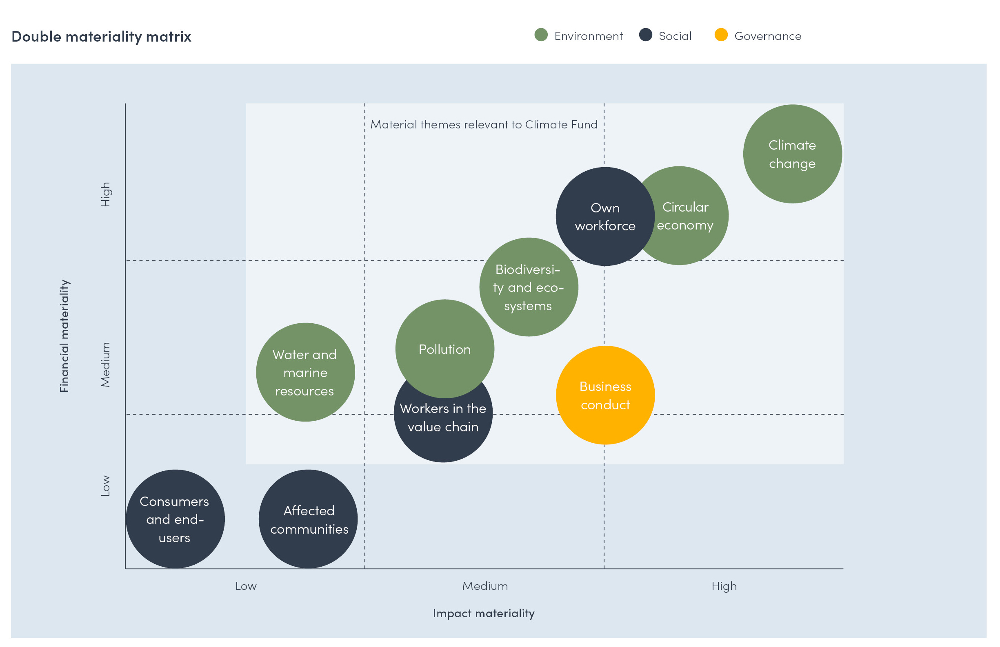 Double materiality matrix
Environment
Social
Governance
Material themes relevant to Climate Fund
Climate
change
Own
workforce
Circular
economy
Biodiversi-
ty and eco-
systems
Pollution
Water and
marine
resources
Business
conduct
Workers in the
value chain
Consumers
and end-
users
Affected
communities
Financial materiality
High
Medium
Low
Low
Medium
High
Impact materiality